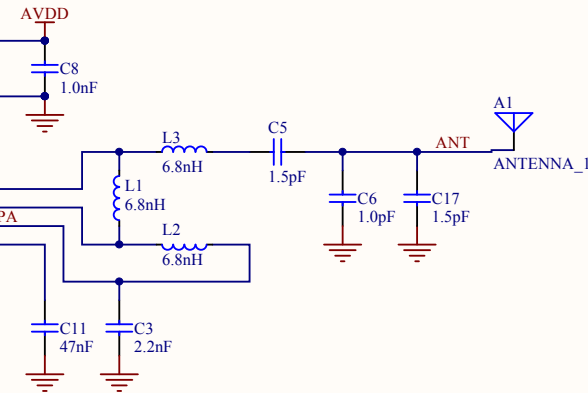 AVDD
C8
1.0nF
A1
C5
L3
ANT
ANTENNA_1
6.8nH
1.5pF
L1
6.8nH
C6
1.0pF
C17
1.5pF
PA
L2
6.8nH
C11
47nF
C3
2.2nF